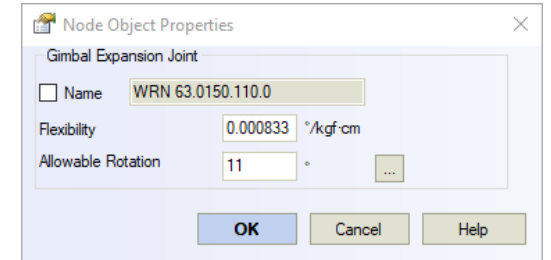 Node Object Properties
Gimbal Expansion Joint
Name WRN 63.0150.110.0
Flexibility 0.000833 °/kgf·cm
Allowable Rotation 11 ° ...
OK Cancel Help